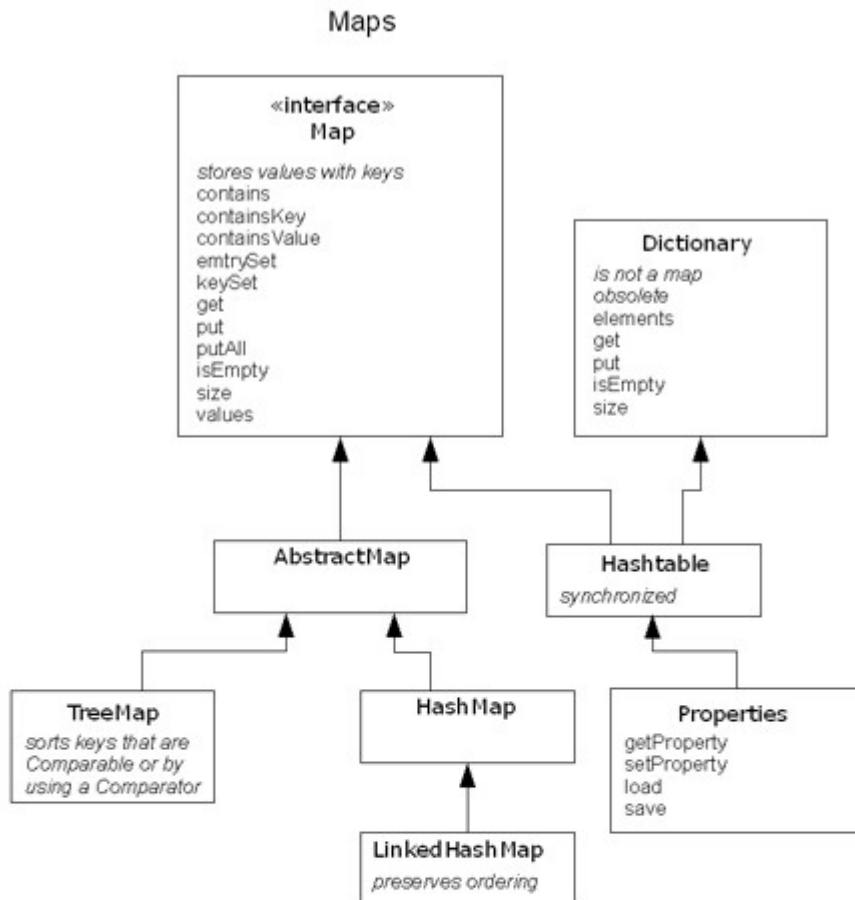 Maps
«interface»
Map
stores values with keys
contains
containsKey
containsValue
emtrySet
keySet
get
put
putAll
isEmpty
size
values
Dictionary
is not a map
obsolete
elements
get
put
isEmpty
size
AbstractMap
Hashtable
synchronized
TreeMap
sorts keys that are
Comparable or by
using a Comparator
HashMap
Properties
getProperty
setProperty
load
save
LinkedHashMap
preserves ordering